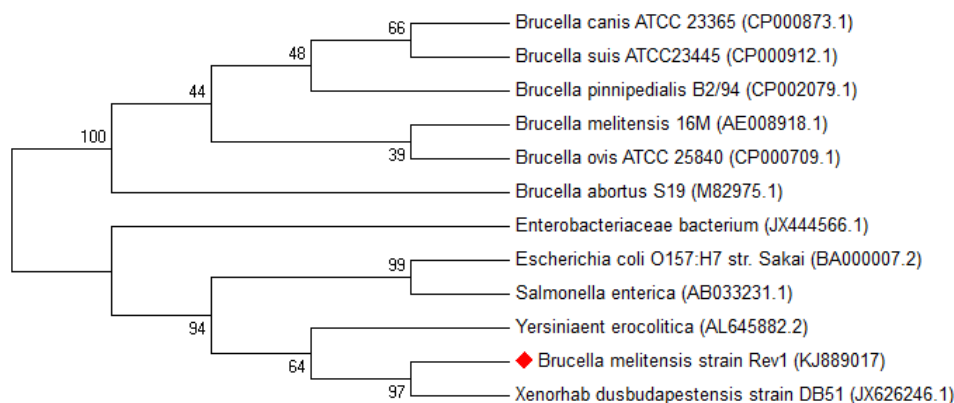 Brucella canis ATCC 23365 (CP000873.1)
66
Brucella suis ATCC23445 (CP000912.1)
48
Brucella pinnipedialis B2/94 (CP002079.1)
44
Brucella melitensis 16M (AE008918.1)
100
39
Brucella ovis ATCC 25840 (CP000709.1)
Brucella abortus S19 (M82975.1)
Enterobacteriaceae bacterium (JX444566.1)
Escherichia coli O157:H7 str. Sakai (BA000007.2)
99
Salmonella enterica (AB033231.1)
94
Yersiniaent erocolitica (AL645882.2)
64
Brucella melitensis strain Rev1 (KJ889017)
97
Xenorhab dusbudapestensis strain DB51 (JX626246.1)